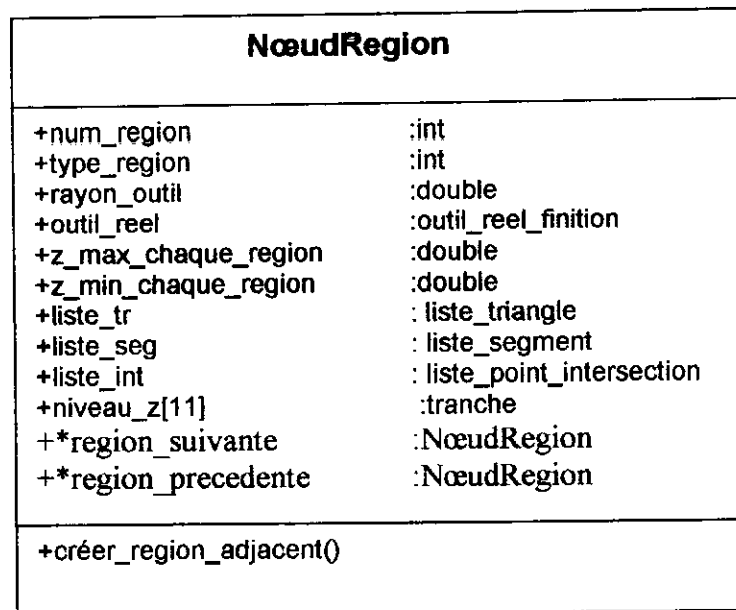 NœudRegion
+num_region :int
+type_region :int
+rayon_outil :double
+outil_reel :outil_reel_finition
+z_max_chaque_region :double
+z_min_chaque_region :double
+liste_tr : liste_triangle
+liste_seg : liste_segment
+liste_int : liste_point_intersection
+niveau_z[11] :tranche
+*region_suivante :NœudRegion
+*region_precedente :NœudRegion
+créer_region_adjacent()